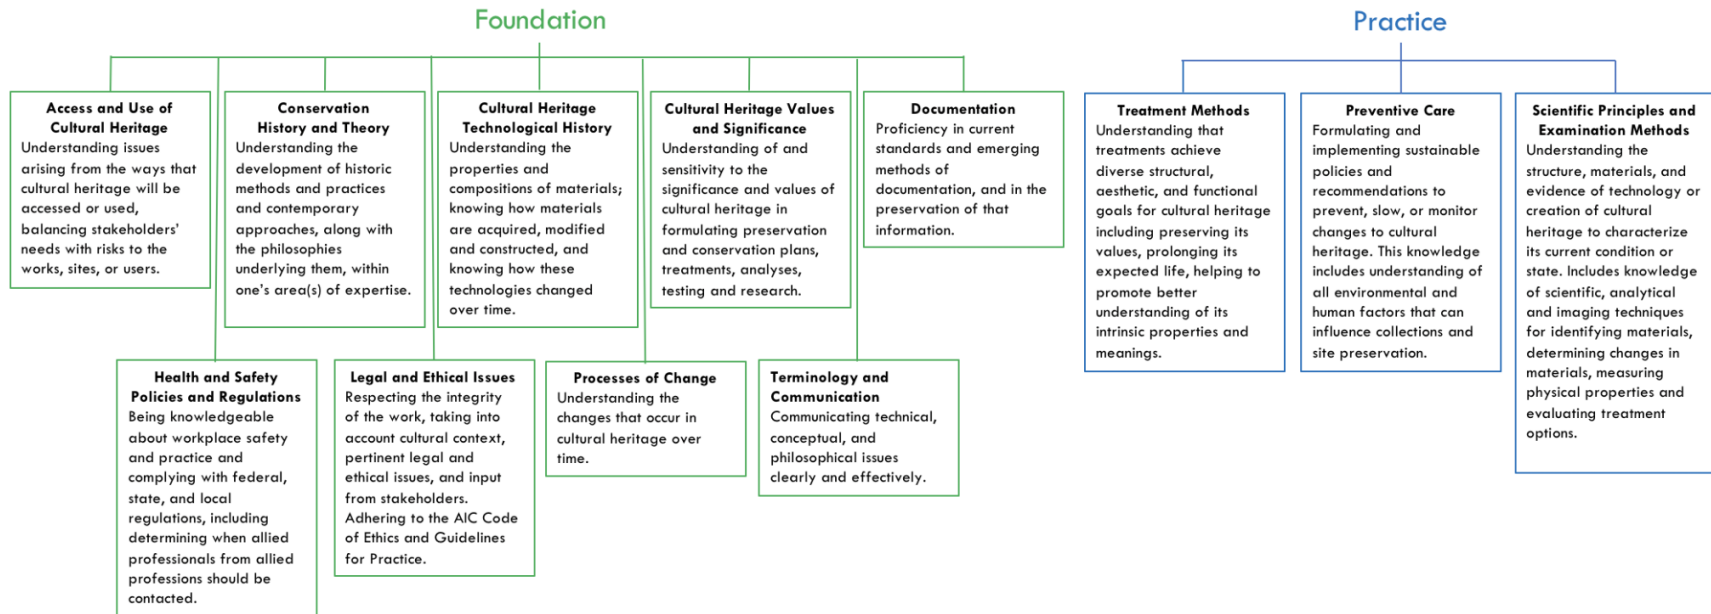 Foundation
Access and Use of
Cultural Heritage
Understanding issues
arising from the ways that
cultural heritage will be
accessed or used,
balancing stakeholders'
needs with risks to the
works, sites, or users.
Conservation
History and Theory
Understanding the
development of historic
methods and practices
and contemporary
approaches, along with
the philosophies
underlying them, within
one's area(s) of expertise.
Cultural Heritage
Technological History
Understanding the
properties and
compositions of materials;
knowing how materials
are acquired, modified
and constructed, and
knowing how these
technologies changed
over time.
Cultural Heritage Values
and Significance
Understanding of and
sensitivity to the
significance and values of
cultural heritage in
formulating preservation
and conservation plans,
treatments, analyses,
testing and research.
Documentation
Proficiency in current
standards and emerging
methods of
documentation, and in the
preservation of that
information.
Health and Safety
Policies and Regulations
Being knowledgeable
about workplace safety
and practice and
complying with federal,
state, and local
regulations, including
determining when allied
professionals from allied
professions should be
contacted.
Legal and Ethical Issues
Respecting the integrity
of the work, taking into
account cultural context,
pertinent legal and
ethical issues, and input
from stakeholders.
Adhering to the AIC Code
of Ethics and Guidelines
for Practice.
Processes of Change
Understanding the
changes that occur in
cultural heritage over
time.
Terminology and
Communication
Communicating technical,
conceptual, and
philosophical issues
clearly and effectively.
Practice
Treatment Methods
Understanding that
treatments achieve
diverse structural,
aesthetic, and functional
goals for cultural heritage
including preserving its
values, prolonging its
expected life, helping to
promote better
understanding of its
intrinsic properties and
meanings.
Preventive Care
Formulating and
implementing sustainable
policies and
recommendations to
prevent, slow, or monitor
changes to cultural
heritage. This knowledge
includes understanding of
all environmental and
human factors that can
influence collections and
site preservation.
Scientific Principles and
Examination Methods
Understanding the
structure, materials, and
evidence of technology or
creation of cultural
heritage to characterize
its current condition or
state. Includes knowledge
of scientific, analytical
and imaging techniques
for identifying materials,
determining changes in
materials, measuring
physical properties and
evaluating treatment
options.